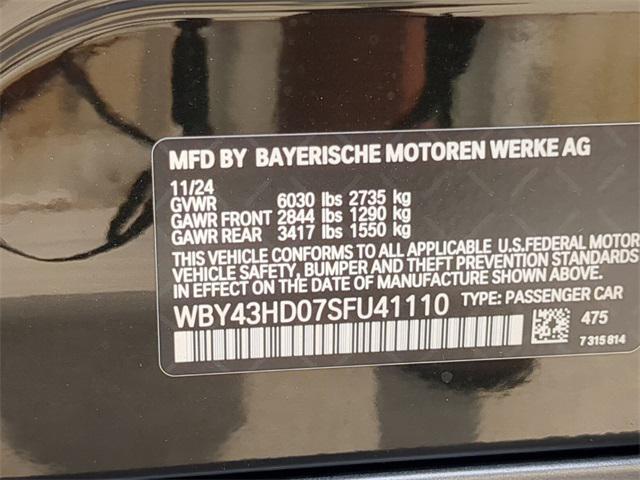 MFD BY BAYERISCHE MOTOREN WERKE AG
11/24
GVWR 6030 lbs 2735 kg
GAWR FRONT 2844 lbs 1290 kg
GAWR REAR 3417 lbs 1550 kg
THIS VEHICLE CONFORMS TO ALL APPLICABLE U.S.FEDERAL MOTOR
VEHICLE SAFETY, BUMPER, AND THEFT PREVENTION STANDARDS
IN EFFECT ON THE DATE OF MANUFACTURE SHOWN ABOVE.
WBY43HD07SFU41110 TYPE: PASSENGER CAR
475
7 315 814